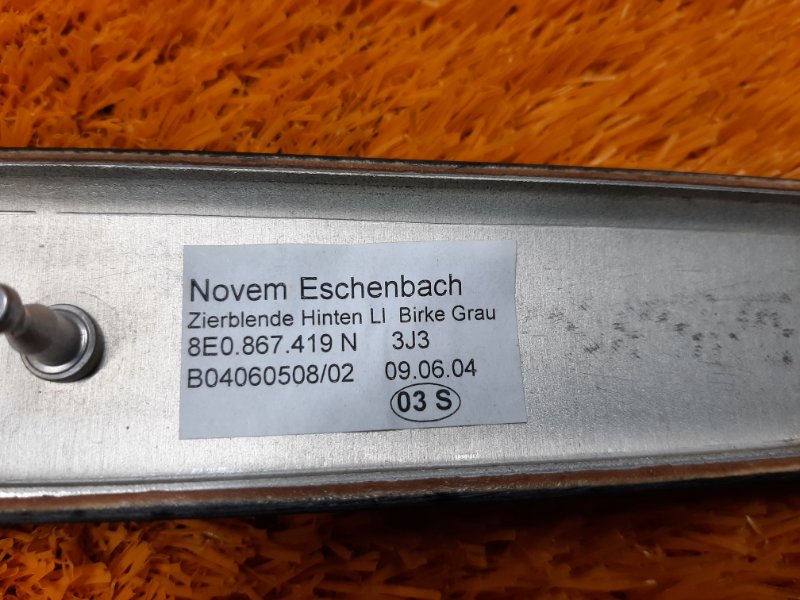 Novem Eschenbach
Zierblende Hinten LI Birke Grau
8E0.867.419 N 3J3
B04060508/02 09.06.04
03 S